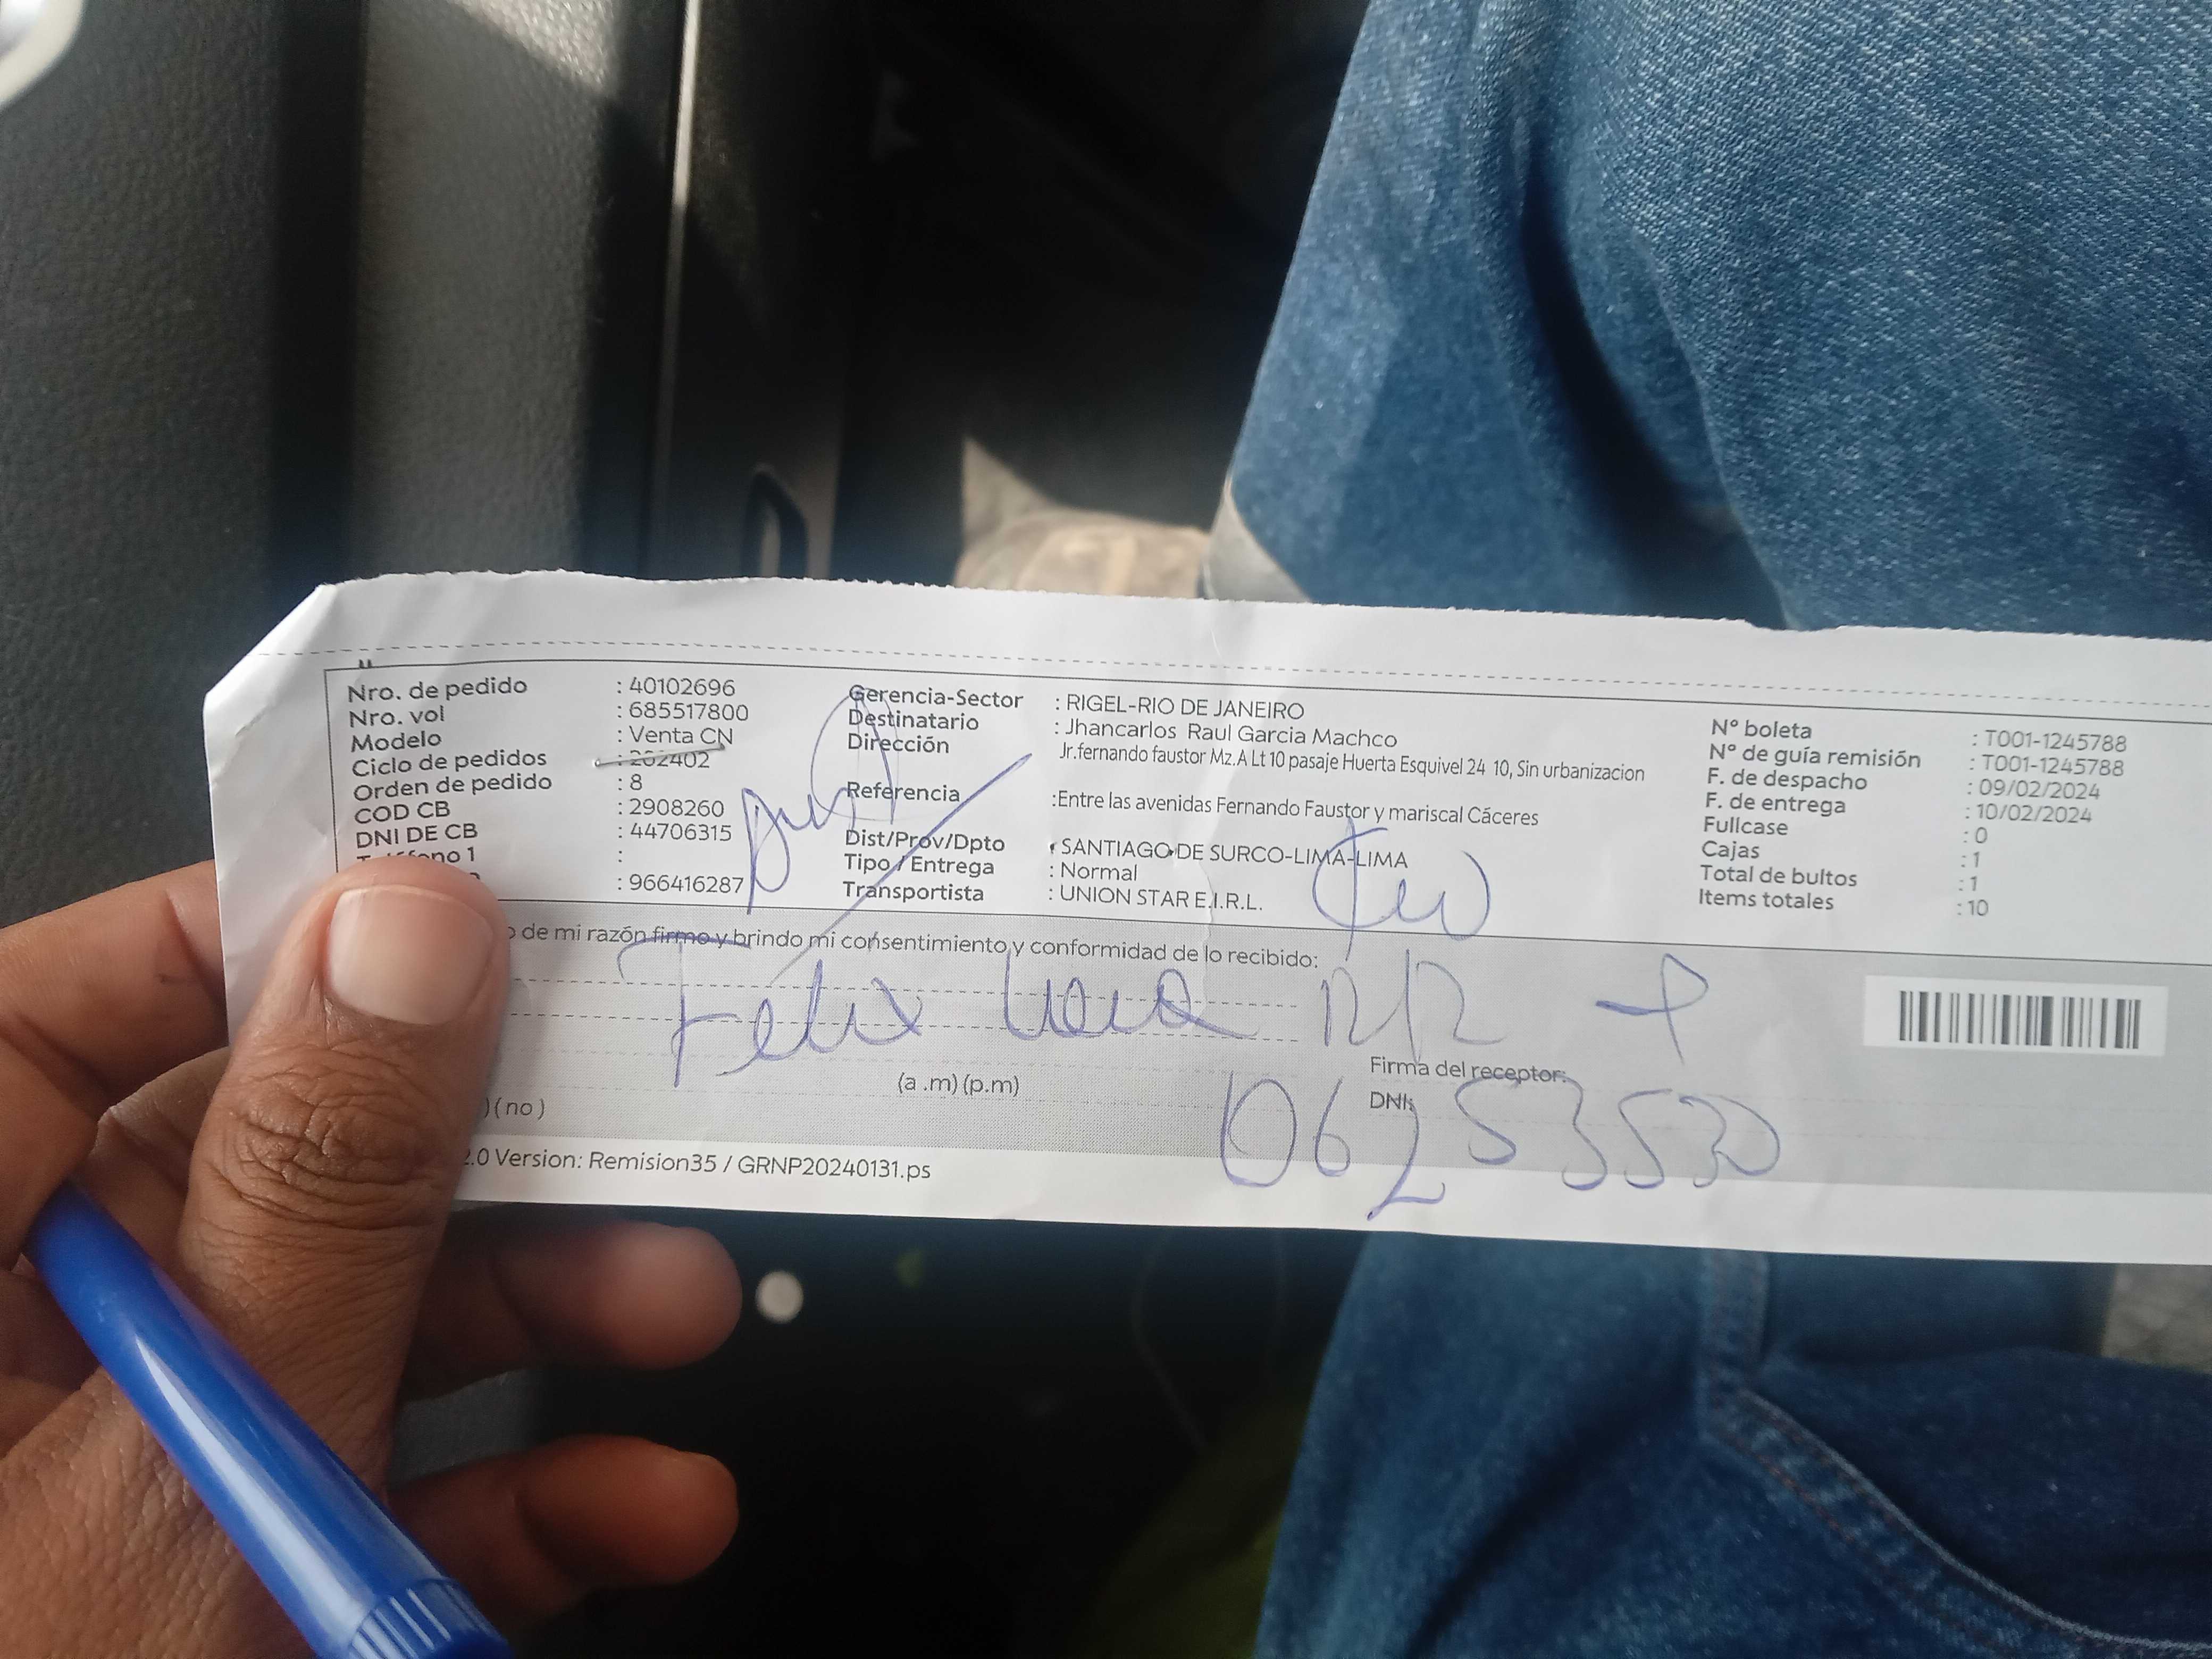 Nro. de pedido : 40102696
Nro. vol : 685517800
Modelo : Venta CN
Ciclo de pedidos : 202402
Orden de pedido : 8
COD CB : 2908260
DNI DE CB : 44706315
Teléfono 1 :
: 966416287
Gerencia-Sector : RIGEL-RIO DE JANEIRO
Destinatario : Jhancarlos Raul Garcia Machco
Dirección Jr.fernando faustor Mz.A Lt 10 pasaje Huerta Esquivel 24 10, Sin urbanizacion
Referencia :Entre las avenidas Fernando Faustor y mariscal Cáceres
Dist/Prov/Dpto : SANTIAGO DE SURCO-LIMA-LIMA
Tipo / Entrega : Normal
Transportista : UNION STAR E.I.R.L.
N° boleta : T001-1245788
N° de guía remisión : T001-1245788
F. de despacho : 09/02/2024
F. de entrega : 10/02/2024
Fullcase : 0
Cajas : 1
Total de bultos : 1
Items totales : 10
de mi razón firmo y brindo mi consentimiento y conformidad de lo recibido:
Felix
(a .m) (p.m)
Firma del receptor:
DNI:
)( no )
2.0 Version: Remision35 / GRNP20240131.ps